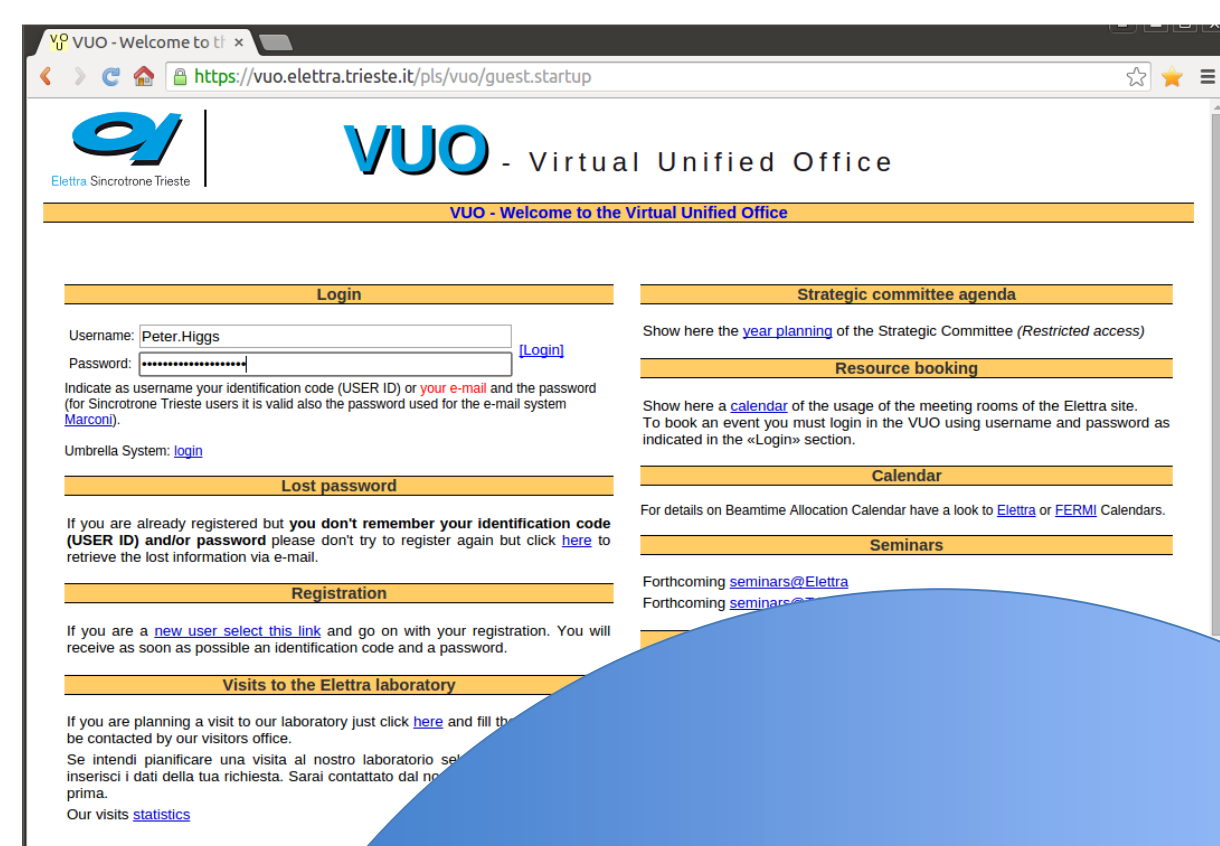 VUO - Welcome to th
https://vuo.elettra.trieste.it/pls/vuo/guest.startup
Elettra Sincrotrone Trieste
VUO - Virtual Unified Office
VUO - Welcome to the Virtual Unified Office
Login
Username: Peter.Higgs
[Login]
Password: ••••••••••••••••••••
Indicate as username your identification code (USER ID) or your e-mail and the password
(for Sincrotrone Trieste users it is valid also the password used for the e-mail system
Marconi).
Umbrella System: login
Lost password
If you are already registered but you don't remember your identification code
(USER ID) and/or password please don't try to register again but click here to
retrieve the lost information via e-mail.
Registration
If you are a new user select this link and go on with your registration. You will
receive as soon as possible an identification code and a password.
Visits to the Elettra laboratory
If you are planning a visit to our laboratory just click here and fill
be contacted by our visitors office.
Se intendi pianificare una visita al nostro laboratorio
inserisci i dati della tua richiesta. Sarai contattato dal
prima.
Our visits statistics
Strategic committee agenda
Show here the year planning of the Strategic Committee (Restricted access)
Resource booking
Show here a calendar of the usage of the meeting rooms of the Elettra site.
To book an event you must login in the VUO using username and password as
indicated in the «Login» section.
Calendar
For details on Beamtime Allocation Calendar have a look to Elettra or FERMI Calendars.
Seminars
Forthcoming seminars@Elettra
Forthcoming